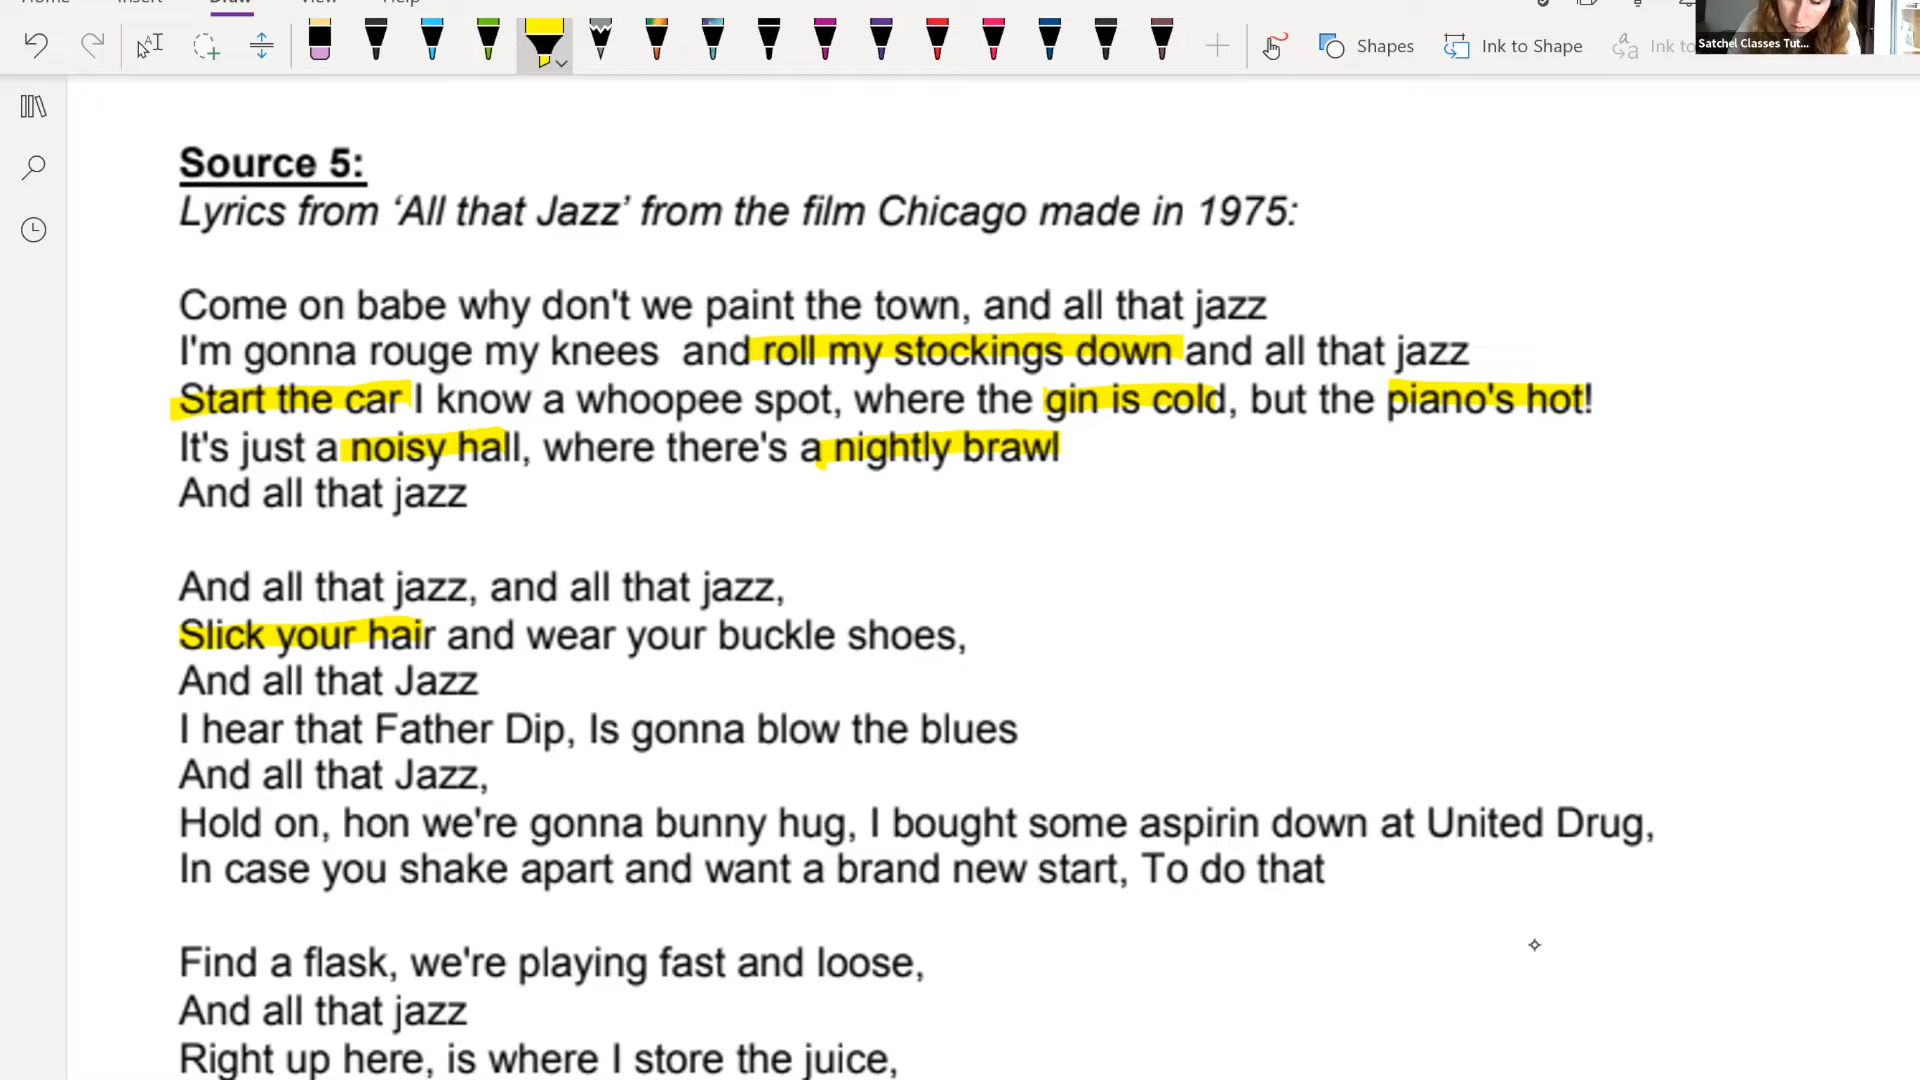 Draw
Help
Shapes
Ink to Shape
Ink to
Satchel Classes Tut...
Source 5:
Lyrics from ‘All that Jazz’ from the film Chicago made in 1975:
Come on babe why don't we paint the town, and all that jazz
I'm gonna rouge my knees and roll my stockings down and all that jazz
Start the car I know a whoopee spot, where the gin is cold, but the piano's hot!
It's just a noisy hall, where there's a nightly brawl
And all that jazz
And all that jazz, and all that jazz,
Slick your hair and wear your buckle shoes,
And all that Jazz
I hear that Father Dip, Is gonna blow the blues
And all that Jazz,
Hold on, hon we're gonna bunny hug, I bought some aspirin down at United Drug,
In case you shake apart and want a brand new start, To do that
Find a flask, we're playing fast and loose,
And all that jazz
Right up here, is where I store the juice,